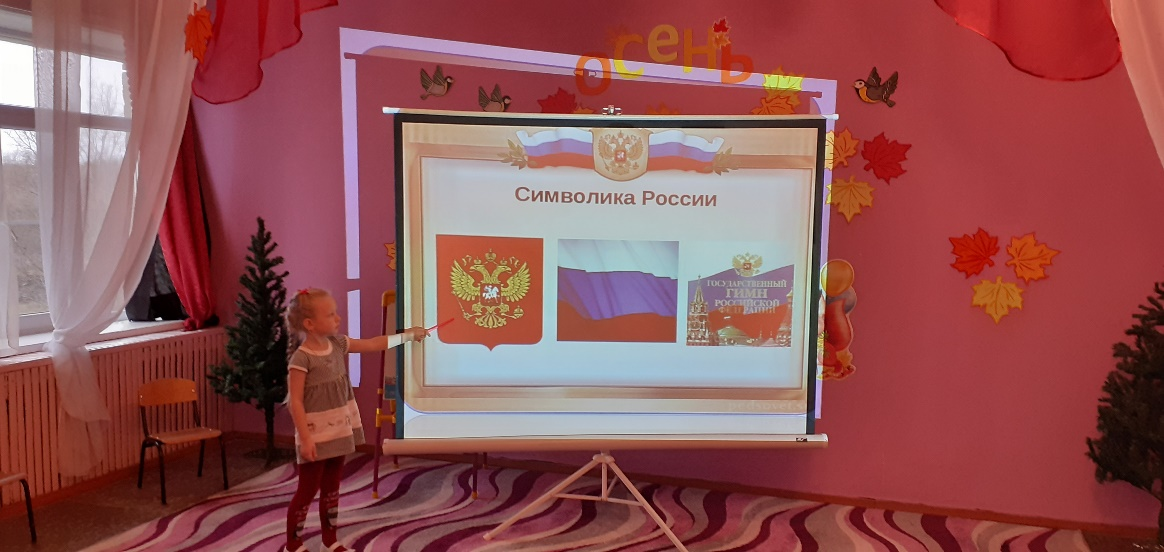 осень
Символика России
ГОСУДАРСТВЕННЫЙ
ГИМН
РОССИЙСКОЙ
ФЕДЕРАЦИИ